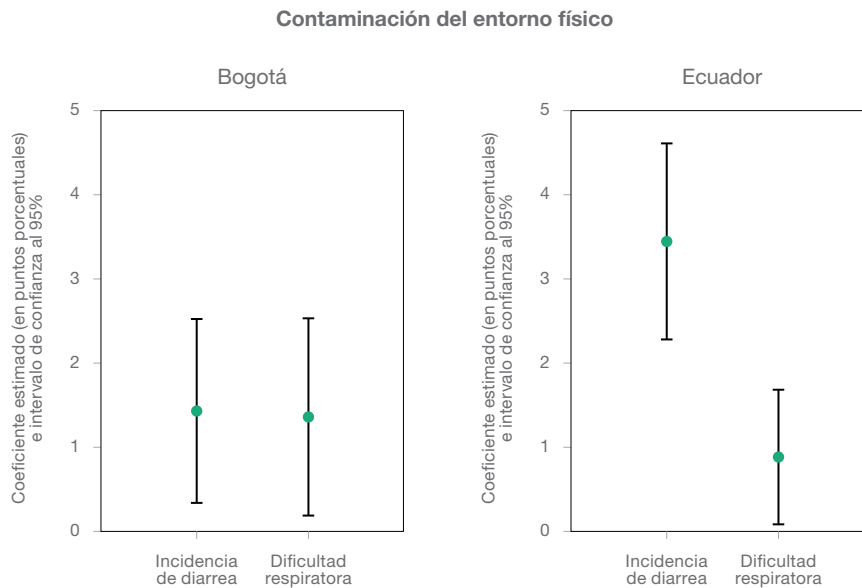 Contaminación del entorno físico
Bogotá
Coeficiente estimado (en puntos porcentuales)
e intervalo de confianza al 95%
5
4
3
2
1
0
Incidencia
de diarrea
Dificultad
respiratora
Ecuador
Coeficiente estimado (en puntos porcentuales)
e intervalo de confianza al 95%
5
4
3
2
1
0
Incidencia
de diarrea
Dificultad
respiratora